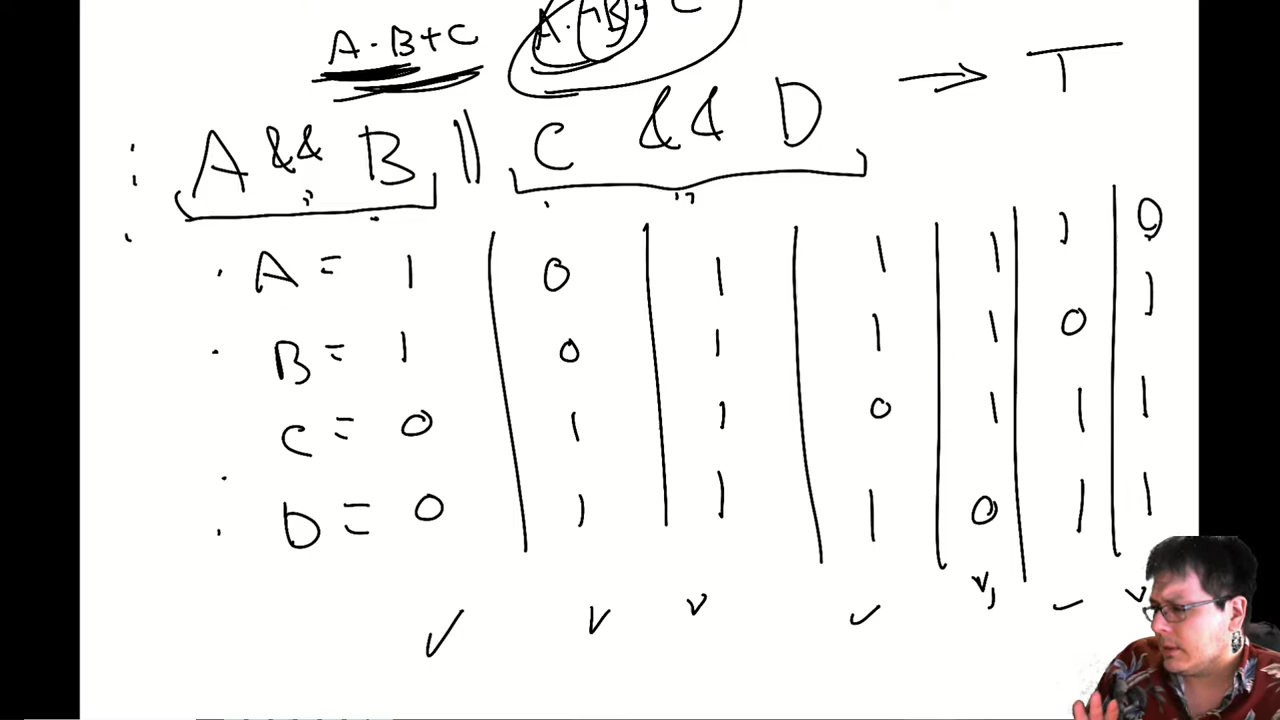 A·B+C A·¬B+C
A && B || C && D → T
A = 1 | 0 | 1 | 1 | 1 | 1 | 0
B = 1 | 0 | 1 | 1 | 1 | 0 | 1
C = 0 | 1 | 1 | 0 | 1 | 1 | 1
D = 0 | 1 | 1 | 1 | 0 | 1 | 1
✓ ✓ ✓ ✓ ✓ ✓ ✓